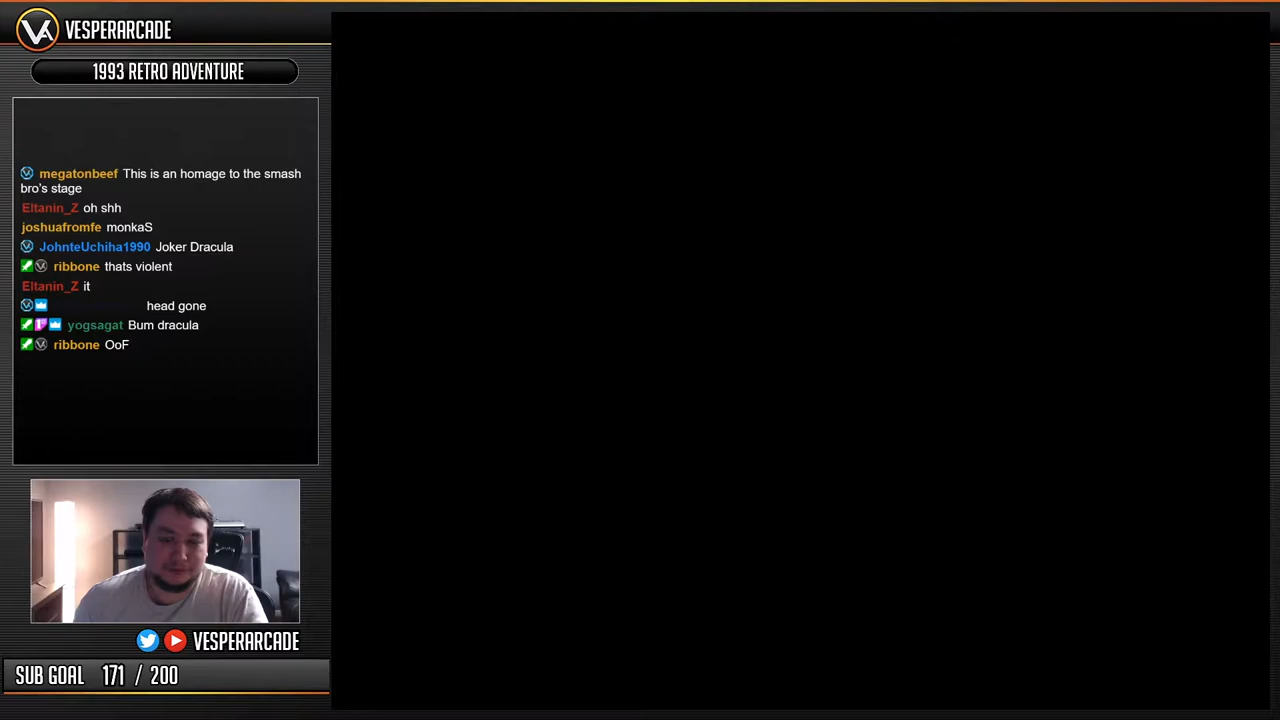 VESPERARCADE
1993 RETRO ADVENTURE
megatonbeef This is an homage to the smash
bro's stage
Eltanin_Z oh shh
joshuafromfe monkaS
JohnteUchiha1990 Joker Dracula
ribbone thats violent
Eltanin_Z it
head gone
yogsagat Bum dracula
ribbone OoF
VESPERARCADE
SUB GOAL 171 / 200